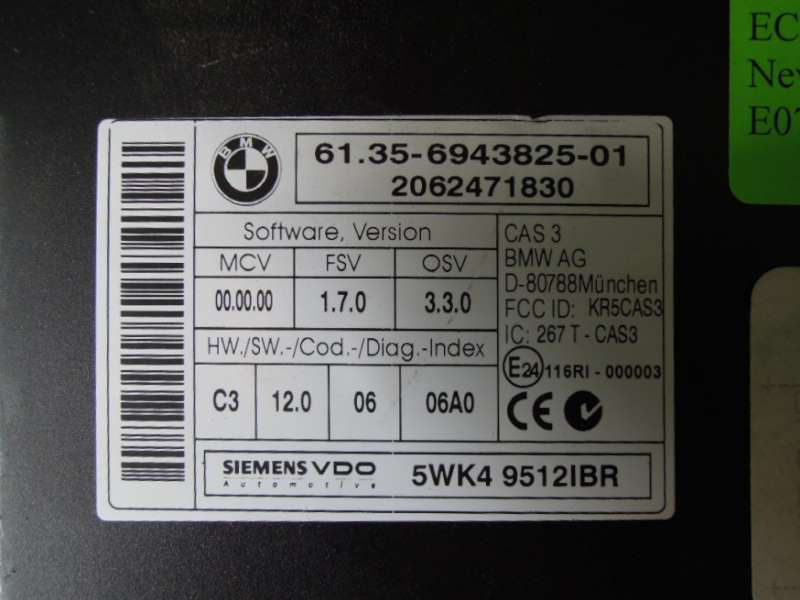 EC
Nev
E07
BMW
61.35-6943825-01
2062471830
Software, Version
MCV FSV OSV
00.00.00 1.7.0 3.3.0
HW./SW.-/Cod.-/Diag.-Index
C3 12.0 06 06A0
CAS 3
BMW AG
D-80788München
FCC ID: KR5CAS3
IC: 267 T - CAS3
E24 116RI - 000003
CE
SIEMENS VDO
Automotive
5WK4 9512IBR